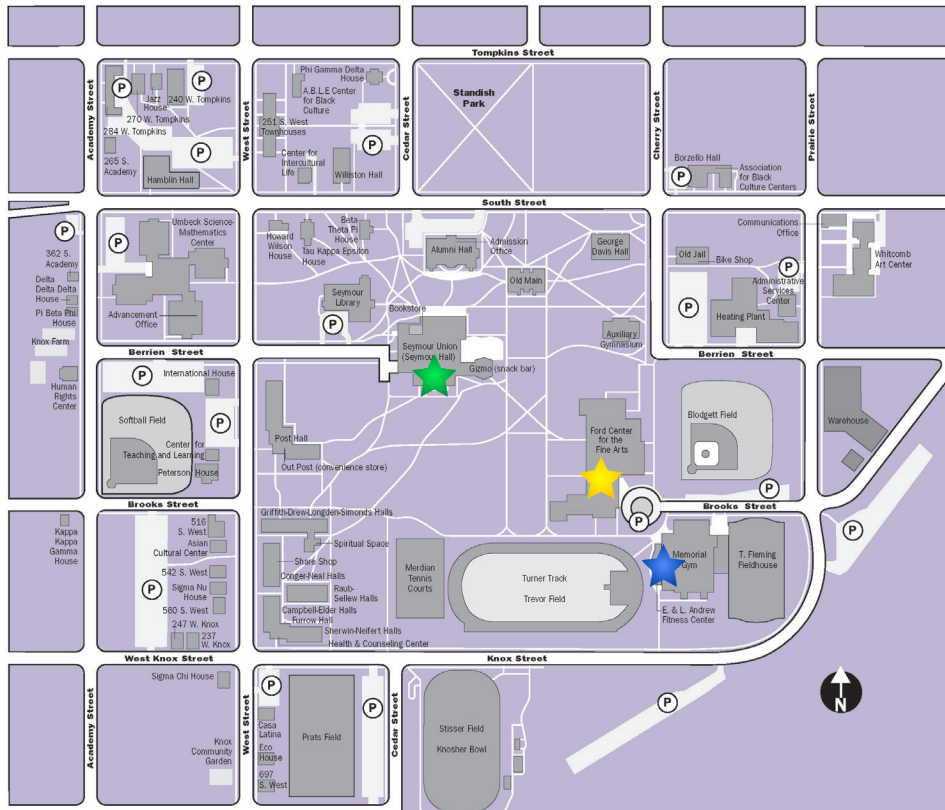 Tompkins Street
Academy Street
West Street
Cedar Street
Cherry Street
Prairie Street
P
P
Jazz
House
240 W. Tompkins
270 W. Tompkins
284 W. Tompkins
P
265 S.
Academy
Hamblin Hall
Phi Gamma Delta
House
A.B.L.E Center
for Black
Culture
251 S. West
Townhouses
P
Center for
Intercultural
Life
Williston Hall
Standish
Park
Borzello Hall
P
Association
for Black
Culture Centers
South Street
P
362 S.
Academy
Delta
Delta Delta
House
Pi Beta Phi
House
Knox Farm
Human
Rights
Center
P
Umbeck Science-
Mathematics
Center
Advancement
Office
Howard
Wilson
House
Tau Kappa Epsilon
House
Beta
Theta Pi
House
Alumni Hall
Admission
Office
Old Main
George
Davis Hall
Seymour
Library
P
Bookstore
Seymour Union
(Seymour Hall)
Gizmo (snack bar)
Auxiliary
Gymnasium
Old Jail
Bike Shop
P
P
Administrative
Services
Center
Heating Plant
Communications
Office
Whitcomb
Art Center
Berrien Street
Berrien Street
P
International House
P
Softball Field
Center for
Teaching and Learning
Peterson House
Post Hall
Out Post (convenience store)
Ford Center
for the
Fine Arts
Blodgett Field
P
Warehouse
Brooks Street
Brooks Street
P
P
Kappa
Kappa
Gamma
House
P
516
S. West
Asian
Cultural Center
542 S. West
Sigma Nu
House
560 S. West
247 W. Knox
237
W. Knox
Griffith-Drew-Longden-Simonds Halls
Spiritual Space
Share Shop
Conger-Neal Halls
Raub-
Sellew Halls
Campbell-Elder Halls
Furrow Hall
Sherwin-Neifert Halls
Health & Counseling Center
Merdian
Tennis
Courts
Turner Track
Trevor Field
Memorial
Gym
T. Fleming
Fieldhouse
E. & L. Andrew
Fitness Center
West Knox Street
Knox Street
Academy Street
West Street
Cedar Street
Sigma Chi House
Knox
Community
Garden
P
Casa
Latina
Eco
House
697
S. West
Prats Field
P
Stisser Field
Knosher Bowl
P
N